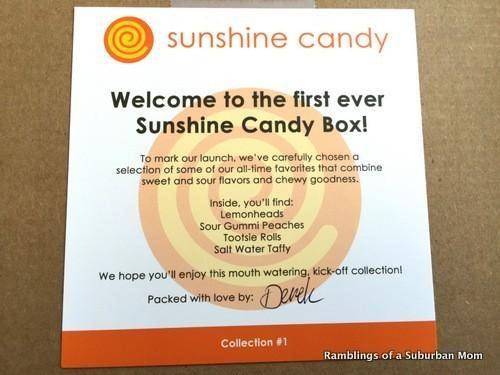 sunshine candy
Welcome to the first ever
Sunshine Candy Box!
To mark our launch, we've carefully chosen a
selection of some of our all-time favorites that combine
sweet and sour flavors and chewy goodness.
Inside, you'll find:
Lemonheads
Sour Gummi Peaches
Tootsie Rolls
Salt Water Taffy
We hope you'll enjoy this mouth watering, kick-off collection!
Packed with love by: Derek
Collection #1
Ramblings of a Suburban Mom